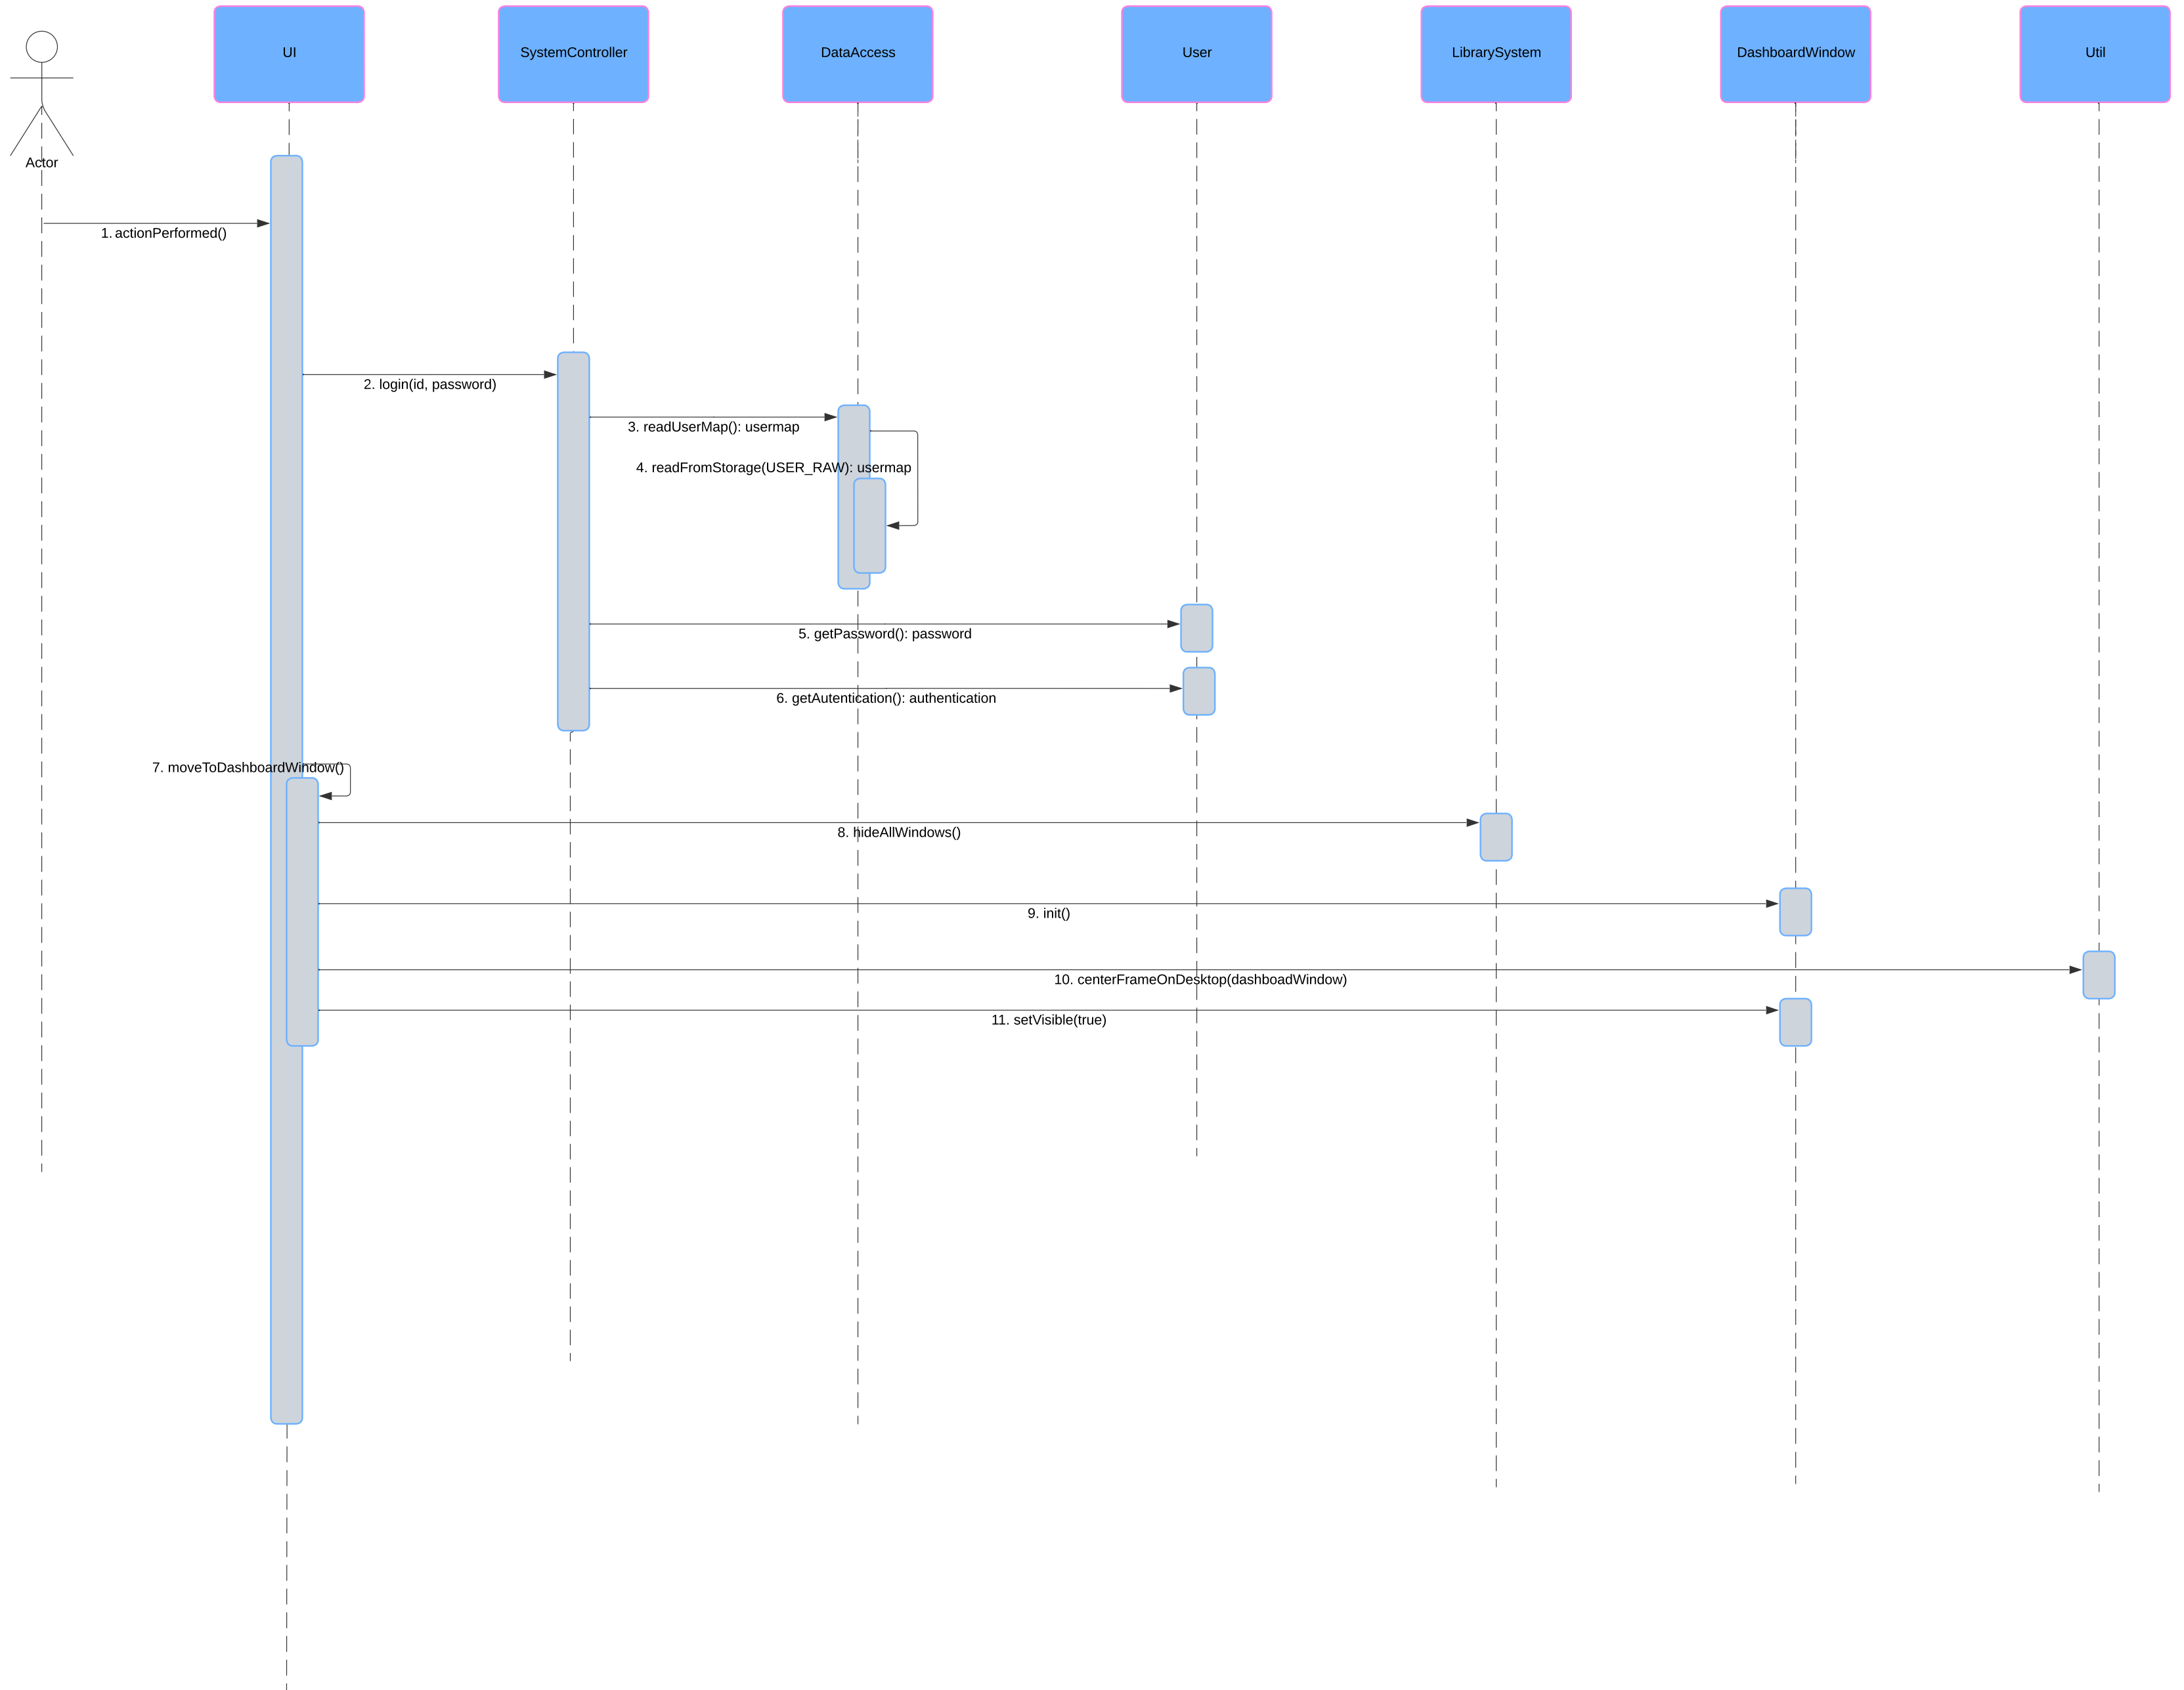 UI
SystemController
DataAccess
User
LibrarySystem
DashboardWindow
Util
Actor
1. actionPerformed()
2. login(id, password)
3. readUserMap(): usermap
4. readFromStorage(USER_RAW): usermap
5. getPassword(): password
6. getAutentication(): authentication
7. moveToDashboardWindow()
8. hideAllWindows()
9. init()
10. centerFrameOnDesktop(dashboadWindow)
11. setVisible(true)